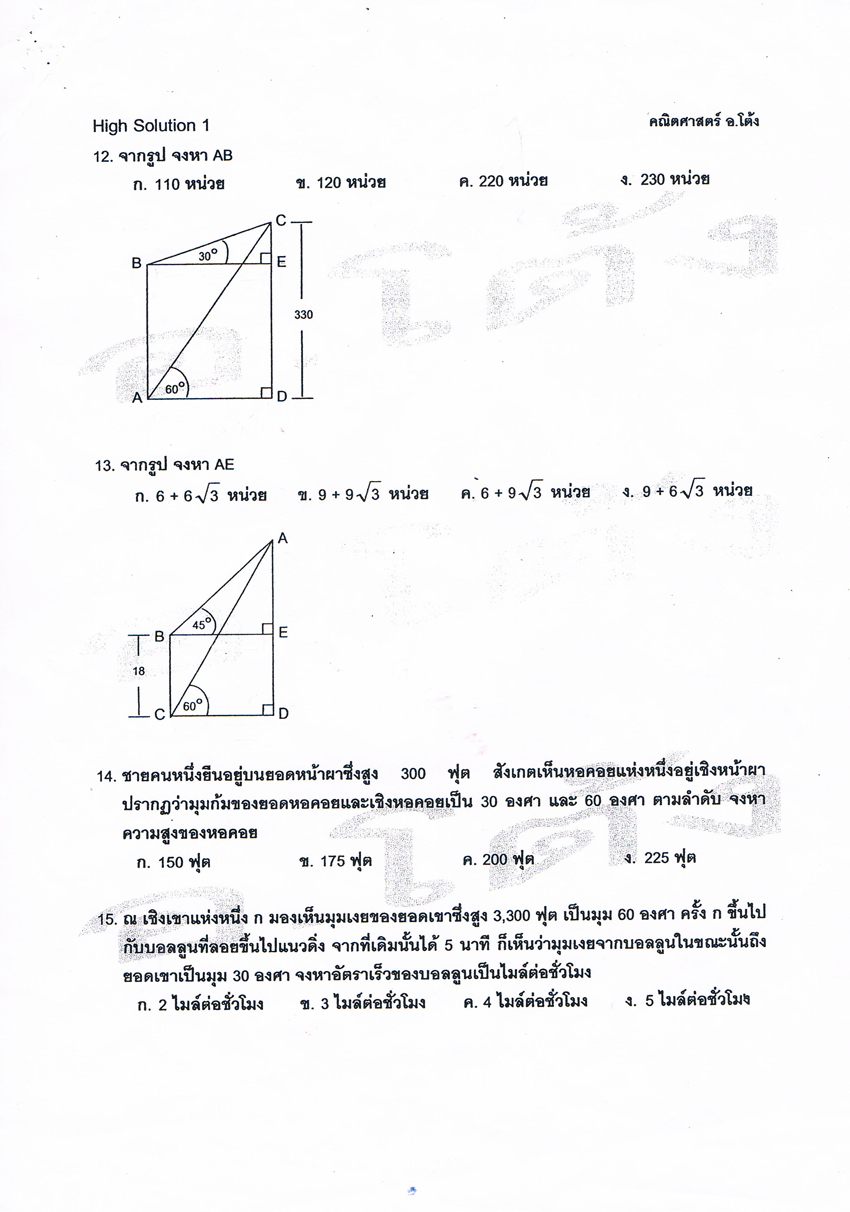 High Solution 1 คณิตศาสตร์ อ.โต้ง
12. จากรูป จงหา AB
ก. 110 หน่วย ข. 120 หน่วย ค. 220 หน่วย ง. 230 หน่วย
C
30°
B
E
330
60°
A
D
13. จากรูป จงหา AE
ก. 6 + 6√3 หน่วย ข. 9 + 9√3 หน่วย ค. 6 + 9√3 หน่วย ง. 9 + 6√3 หน่วย
A
45°
B
E
18
60°
C
D
14. ชายคนหนึ่งยืนอยู่บนยอดหน้าผาซึ่งสูง 300 ฟุต สังเกตเห็นหอคอยแห่งหนึ่งอยู่เชิงหน้าผา
ปรากฏว่ามุมก้มของยอดหอคอยและเชิงหอคอยเป็น 30 องศา และ 60 องศา ตามลำดับ จงหา
ความสูงของหอคอย
ก. 150 ฟุต ข. 175 ฟุต ค. 200 ฟุต ง. 225 ฟุต
15. ณ เชิงเขาแห่งหนึ่ง ก มองเห็นมุมเงยของยอดเขาซึ่งสูง 3,300 ฟุต เป็นมุม 60 องศา ครั้ง ก ขึ้นไป
กับบอลลูนที่ลอยขึ้นไปแนวดิ่ง จากที่เดิมนั้นได้ 5 นาที ก็เห็นว่ามุมเงยจากบอลลูนในขณะนั้นถึง
ยอดเขาเป็นมุม 30 องศา จงหาอัตราเร็วของบอลลูนเป็นไมล์ต่อชั่วโมง
ก. 2 ไมล์ต่อชั่วโมง ข. 3 ไมล์ต่อชั่วโมง ค. 4 ไมล์ต่อชั่วโมง ง. 5 ไมล์ต่อชั่วโมง
อ โต้ง
อ โต้ง